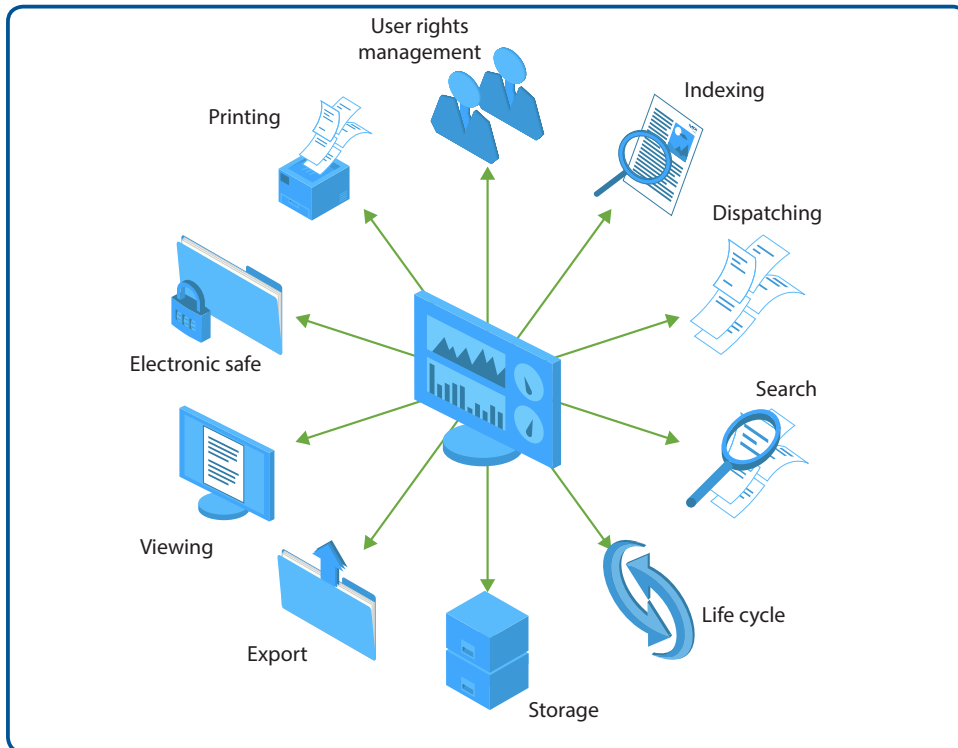 User rights
management
Indexing
Printing
Dispatching
Electronic safe
Search
Viewing
Life cycle
Export
Storage